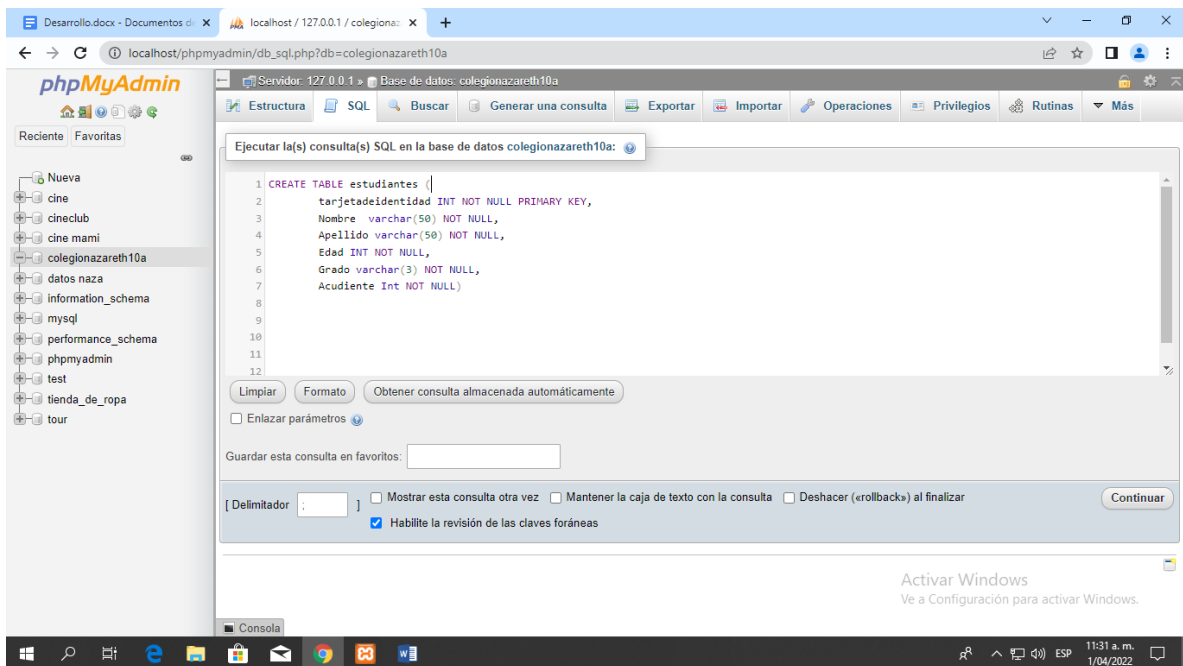 Desarrollo.docx - Documentos de
localhost / 127.0.0.1 / colegionaz
localhost/phpmyadmin/db_sql.php?db=colegionazareth10a
phpMyAdmin
Reciente Favoritas
Nueva
cine
cineclub
cine mami
colegionazareth10a
datos naza
information_schema
mysql
performance_schema
phpmyadmin
test
tienda_de_ropa
tour
Servidor: 127.0.0.1 » Base de datos: colegionazareth10a
Estructura SQL Buscar Generar una consulta Exportar Importar Operaciones Privilegios Rutinas Más
Ejecutar la(s) consulta(s) SQL en la base de datos colegionazareth10a:
1 CREATE TABLE estudiantes (
2 tarjetadeidentidad INT NOT NULL PRIMARY KEY,
3 Nombre varchar(50) NOT NULL,
4 Apellido varchar(50) NOT NULL,
5 Edad INT NOT NULL,
6 Grado varchar(3) NOT NULL,
7 Acudiente Int NOT NULL)
8
9
10
11
12
Limpiar Formato Obtener consulta almacenada automáticamente
Enlazar parámetros
Guardar esta consulta en favoritos:
[ Delimitador ; ] Mostrar esta consulta otra vez Mantener la caja de texto con la consulta Deshacer («rollback») al finalizar Continuar
Habilite la revisión de las claves foráneas
Activar Windows
Ve a Configuración para activar Windows.
Consola
ESP
11:31 a. m.
1/04/2022